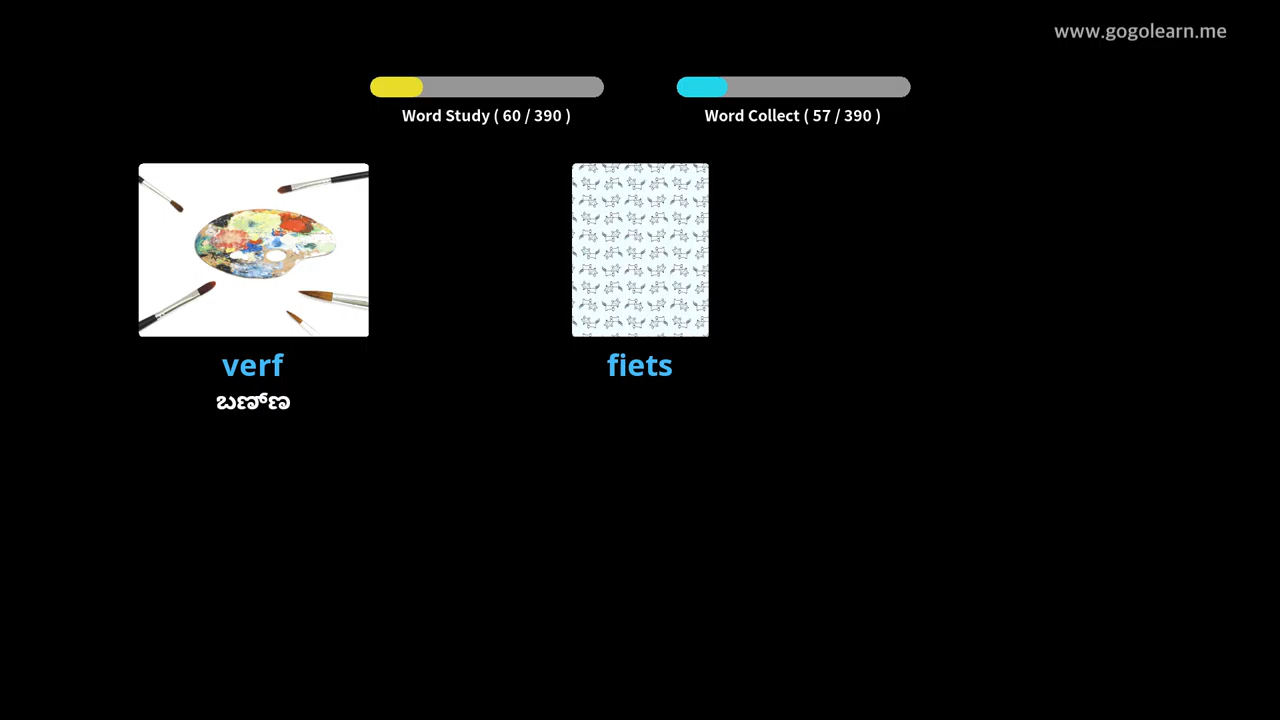 www.gogolearn.me
Word Study ( 60 / 390 )
Word Collect ( 57 / 390 )
verf
fiets
ಬಣ್ಣ